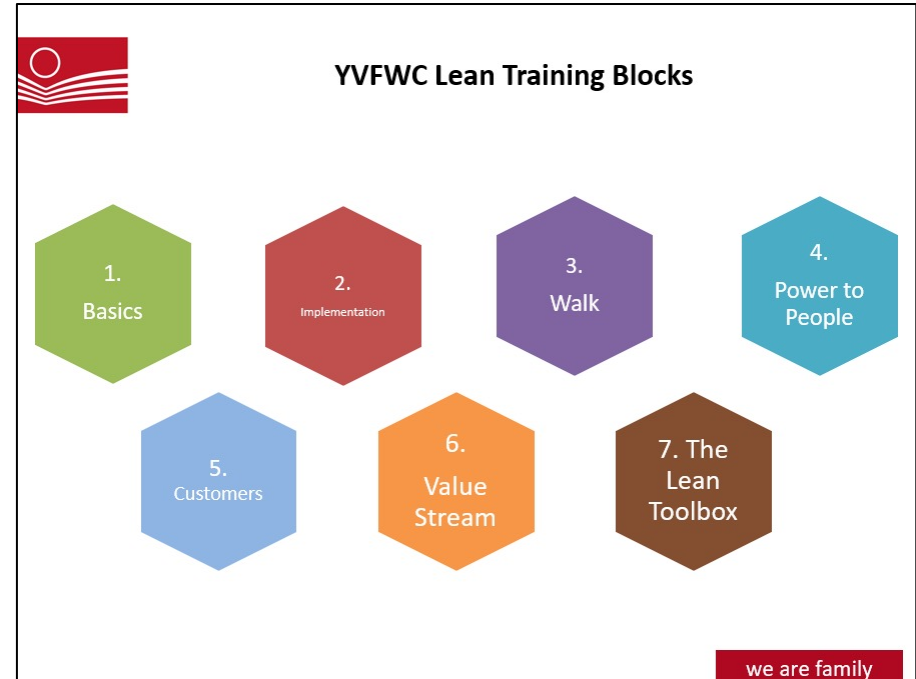 YVFWC Lean Training Blocks
1.
Basics
2.
Implementation
3.
Walk
4.
Power to
People
5.
Customers
6.
Value
Stream
7. The
Lean
Toolbox
we are family